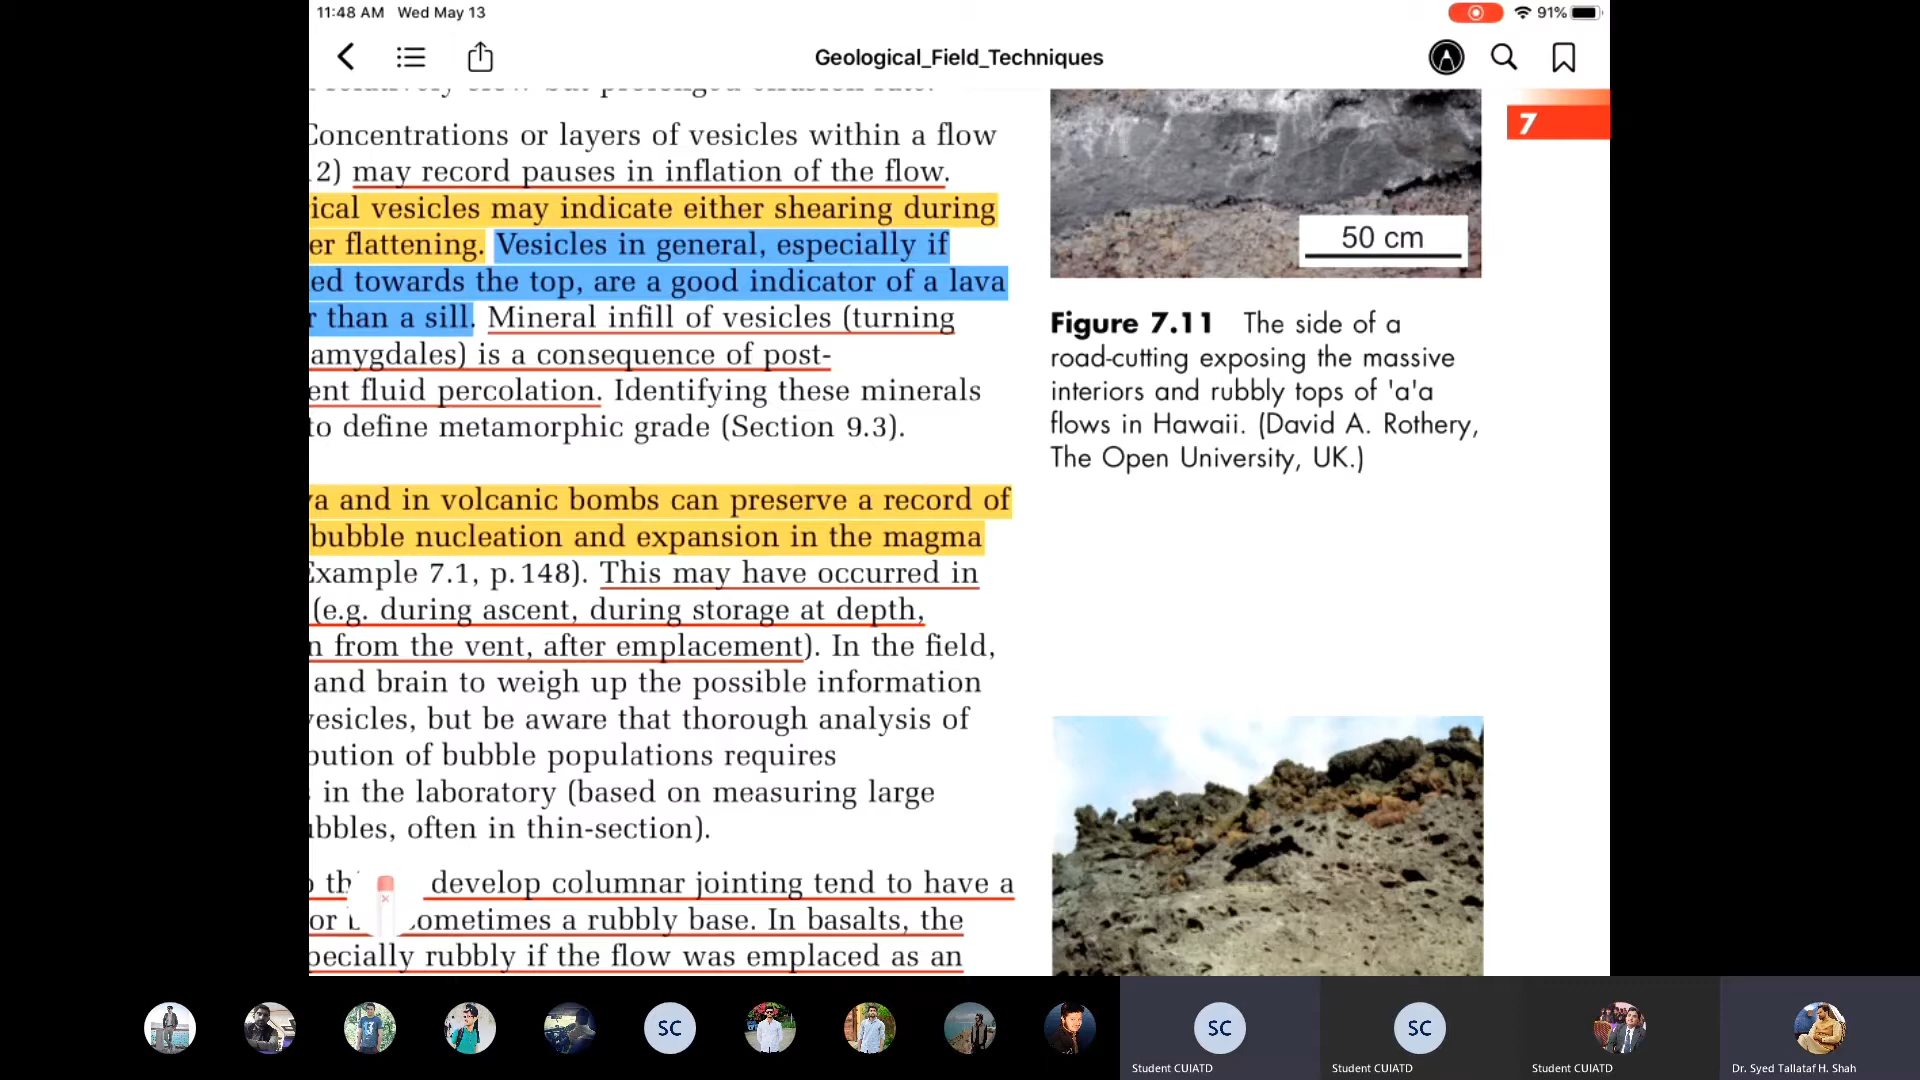 11:48 AM Wed May 13
91%
Geological_Field_Techniques
7
Concentrations or layers of vesicles within a flow
2) may record pauses in inflation of the flow.
ical vesicles may indicate either shearing during
er flattening. Vesicles in general, especially if
ed towards the top, are a good indicator of a lava
r than a sill. Mineral infill of vesicles (turning
amygdales) is a consequence of post-
ent fluid percolation. Identifying these minerals
to define metamorphic grade (Section 9.3).
va and in volcanic bombs can preserve a record of
bubble nucleation and expansion in the magma
Example 7.1, p.148). This may have occurred in
(e.g. during ascent, during storage at depth,
n from the vent, after emplacement). In the field,
and brain to weigh up the possible information
vesicles, but be aware that thorough analysis of
bution of bubble populations requires
in the laboratory (based on measuring large
ubbles, often in thin-section).
develop columnar jointing tend to have a
or sometimes a rubbly base. In basalts, the
pecially rubbly if the flow was emplaced as an
50 cm
Figure 7.11 The side of a
road-cutting exposing the massive
interiors and rubbly tops of 'a'a
flows in Hawaii. (David A. Rothery,
The Open University, UK.)
SC
SC
SC
Student CUIATD
Student CUIATD
Student CUIATD
Dr. Syed Tallataf H. Shah